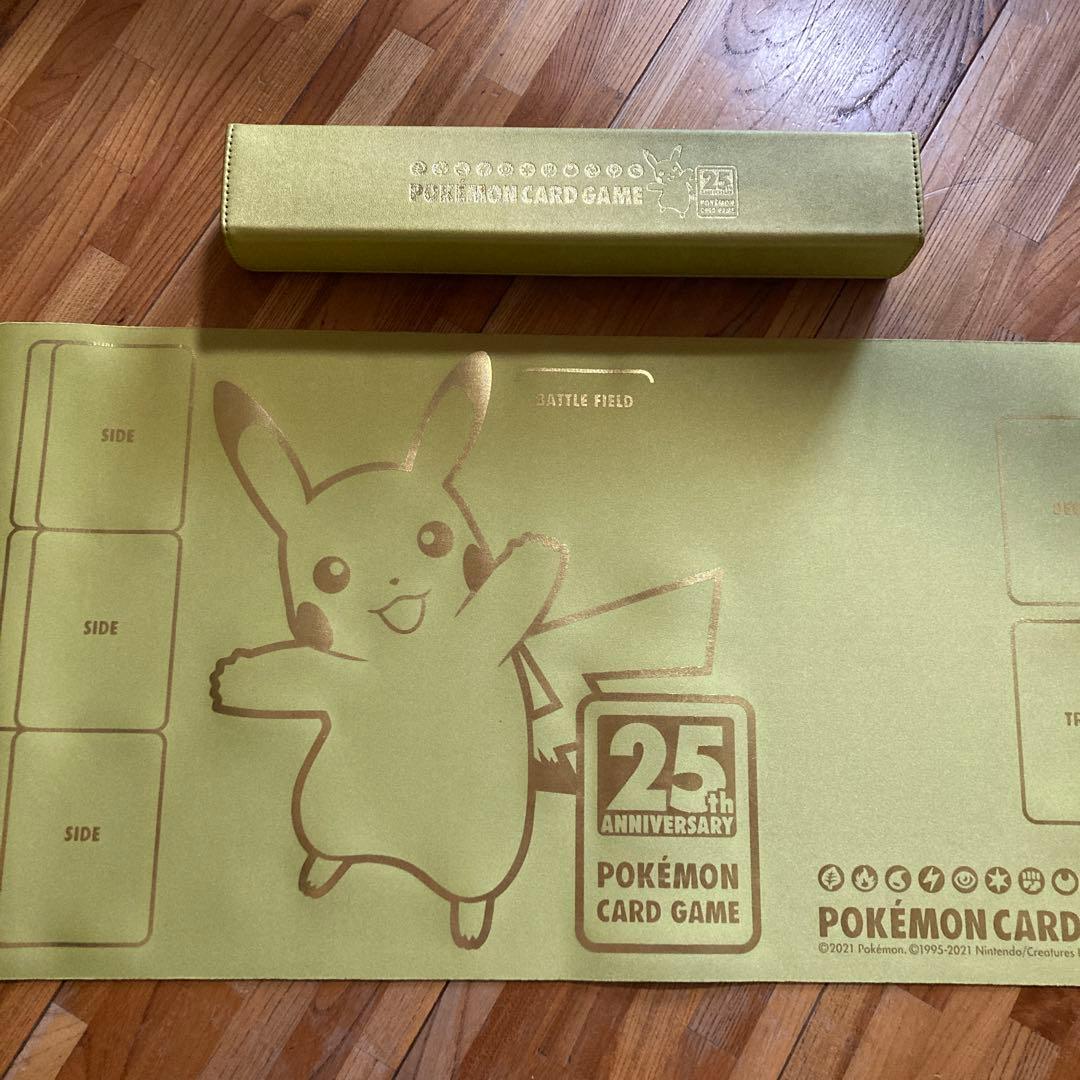 POKÉMON CARD GAME
25
ANNIVERSARY
POKÉMON
CARD GAME
BATTLE FIELD
SIDE
SIDE
SIDE
25th
ANNIVERSARY
POKÉMON
CARD GAME
POKÉMON CARD
©2021 Pokémon. ©1995-2021 Nintendo/Creatures